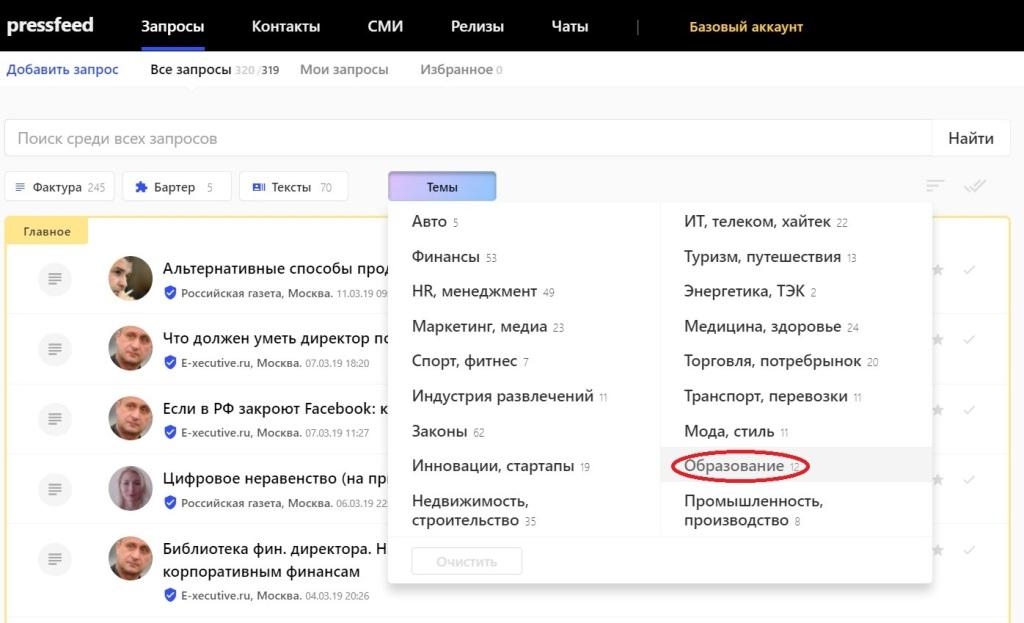 pressfeed Запросы Контакты СМИ Релизы Чаты | Базовый аккаунт
Добавить запрос Все запросы 320 / 319 Мои запросы Избранное 0
Поиск среди всех запросов Найти
Фактура 245 Бартер 5 Тексты 70 Темы
Главное
Альтернативные способы прод
Российская газета, Москва. 11.03.19 09
Что должен уметь директор по
E-xecutive.ru, Москва. 07.03.19 18:20
Если в РФ закроют Facebook: к
E-xecutive.ru, Москва. 07.03.19 11:27
Цифровое неравенство (на пр
Российская газета, Москва. 06.03.19 22
Библиотека фин. директора. Н
корпоративным финансам
E-xecutive.ru, Москва. 04.03.19 20:26
Авто 5
Финансы 53
HR, менеджмент 49
Маркетинг, медиа 23
Спорт, фитнес 7
Индустрия развлечений 11
Законы 62
Инновации, стартапы 19
Недвижимость,
строительство 35
ИТ, телеком, хайтек 22
Туризм, путешествия 13
Энергетика, ТЭК 2
Медицина, здоровье 24
Торговля, потребрынок 20
Транспорт, перевозки 11
Мода, стиль 11
Образование 12
Промышленность,
производство 8
Очистить